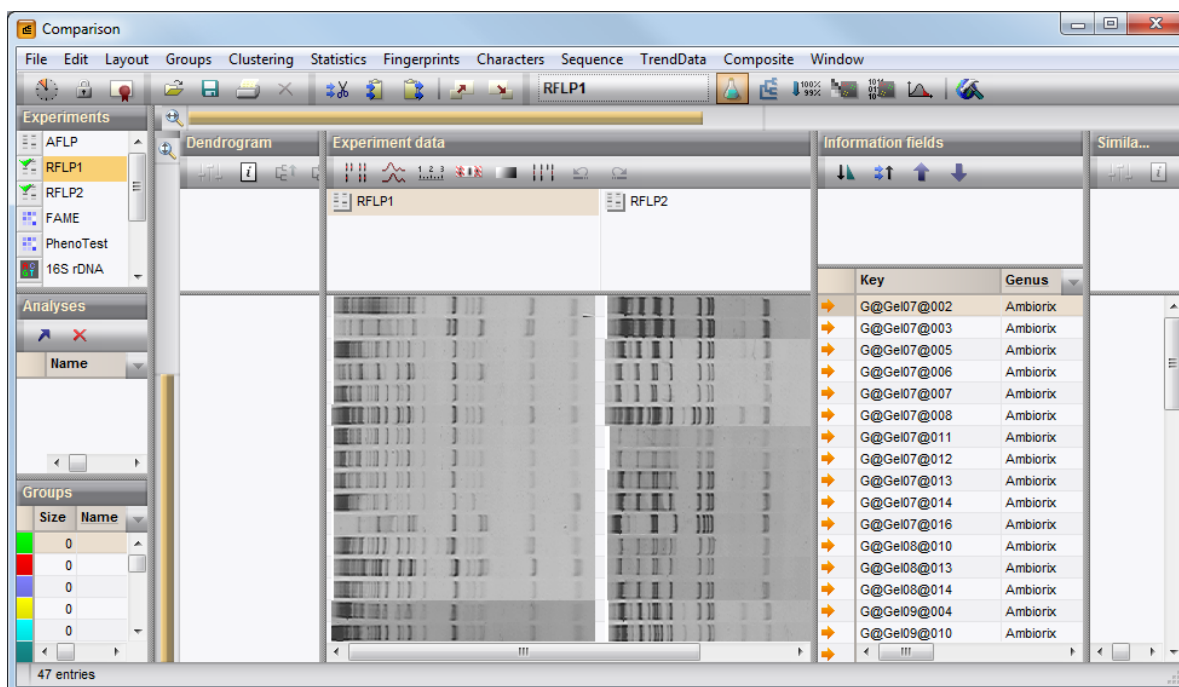 Comparison
File Edit Layout Groups Clustering Statistics Fingerprints Characters Sequence TrendData Composite Window
RFLP1
Experiments
AFLP
RFLP1
RFLP2
FAME
PhenoTest
16S rDNA
Analyses
Name
Groups
Size Name
0
0
0
0
0
Dendrogram
Experiment data
1 2 3
RFLP1 RFLP2
Information fields
Key Genus
G@Gel07@002 Ambiorix
G@Gel07@003 Ambiorix
G@Gel07@005 Ambiorix
G@Gel07@006 Ambiorix
G@Gel07@007 Ambiorix
G@Gel07@008 Ambiorix
G@Gel07@011 Ambiorix
G@Gel07@012 Ambiorix
G@Gel07@013 Ambiorix
G@Gel07@014 Ambiorix
G@Gel07@016 Ambiorix
G@Gel08@010 Ambiorix
G@Gel08@013 Ambiorix
G@Gel08@014 Ambiorix
G@Gel09@004 Ambiorix
G@Gel09@010 Ambiorix
Simila...
47 entries